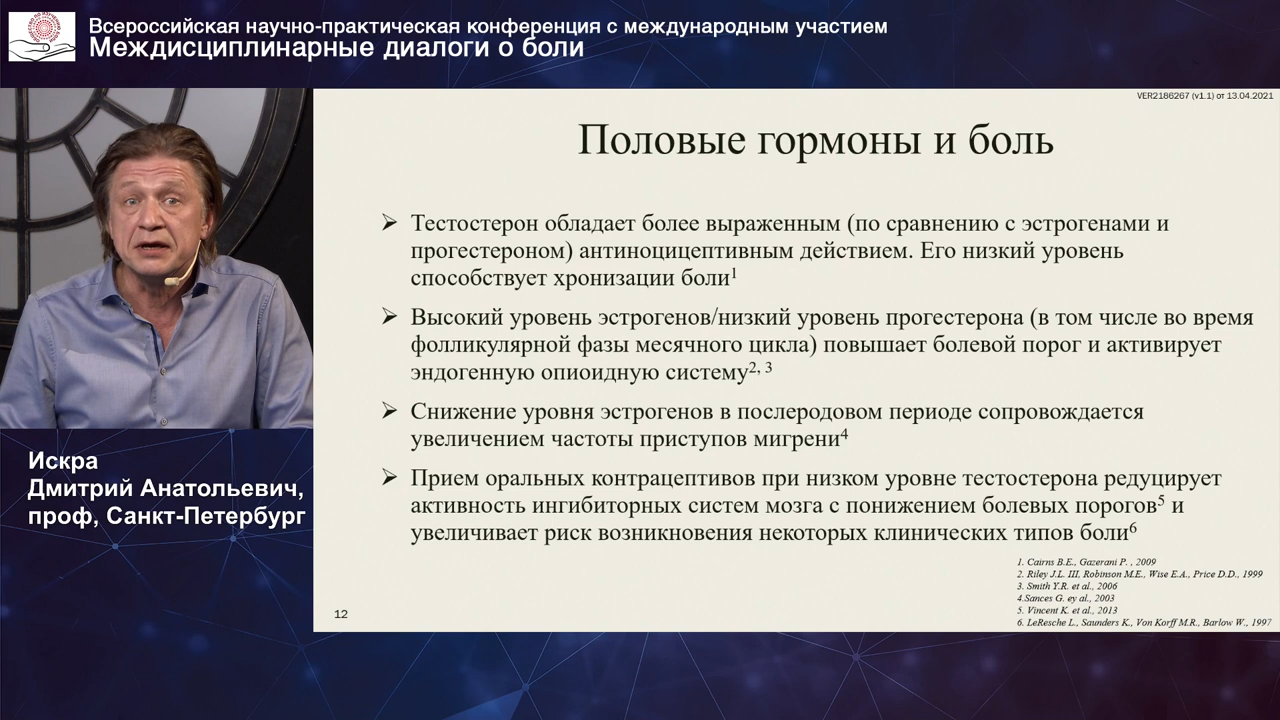 Всероссийская научно-практическая конференция с международным участием
Междисциплинарные диалоги о боли
VER2186267 (v1.1) от 13.04.2021
Половые гормоны и боль
➢ Тестостерон обладает более выраженным (по сравнению с эстрогенами и
прогестероном) антиноцицептивным действием. Его низкий уровень
способствует хронизации боли1
➢ Высокий уровень эстрогенов/низкий уровень прогестерона (в том числе во время
фолликулярной фазы месячного цикла) повышает болевой порог и активирует
эндогенную опиоидную систему2, 3
➢ Снижение уровня эстрогенов в послеродовом периоде сопровождается
увеличением частоты приступов мигрени4
➢ Прием оральных контрацептивов при низком уровне тестостерона редуцирует
активность ингибиторных систем мозга с понижением болевых порогов5 и
увеличивает риск возникновения некоторых клинических типов боли6
1. Cairns B.E., Gazerani P. , 2009
2. Riley J.L. III, Robinson M.E., Wise E.A., Price D.D., 1999
3. Smith Y.R. et al., 2006
4.Sances G. ey al., 2003
5. Vincent K. et al., 2013
6. LeResche L., Saunders K., Von Korff M.R., Barlow W., 1997
12
Искра
Дмитрий Анатольевич,
проф, Санкт-Петербург